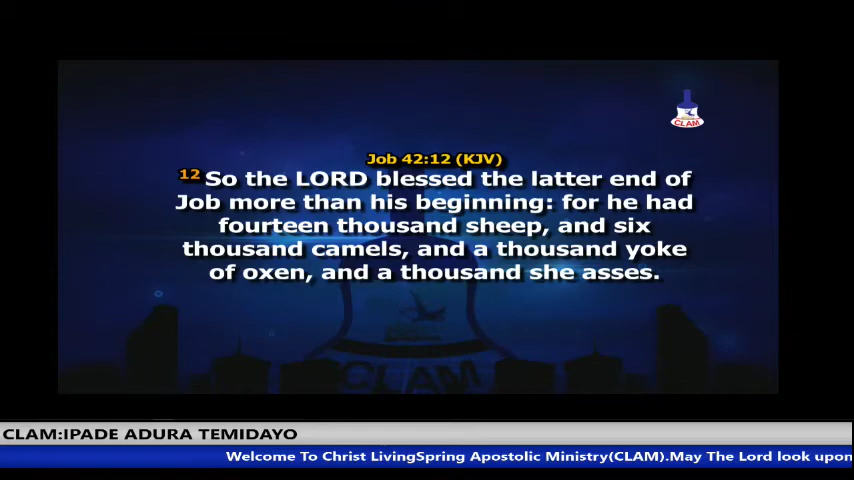 CLAM
Job 42:12 (KJV)
12 So the LORD blessed the latter end of
Job more than his beginning: for he had
fourteen thousand sheep, and six
thousand camels, and a thousand yoke
of oxen, and a thousand she asses.
CLAM
CLAM:IPADE ADURA TEMIDAYO
Welcome To Christ LivingSpring Apostolic Ministry(CLAM).May The Lord look upon